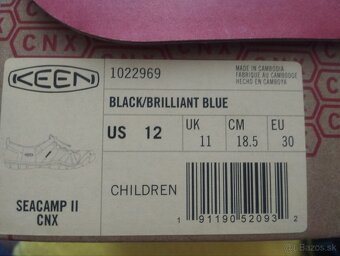 CNX
CNX
KEEN
1022969
MADE IN CAMBODIA
FABRIQUÉ AU CAMBODGE
HECHO EN CAMBOYA
BLACK/BRILLIANT BLUE
US 12
UK 11
CM 18.5
EU 30
CHILDREN
SEACAMP II
CNX
1 91190 52093 2
bazos.sk